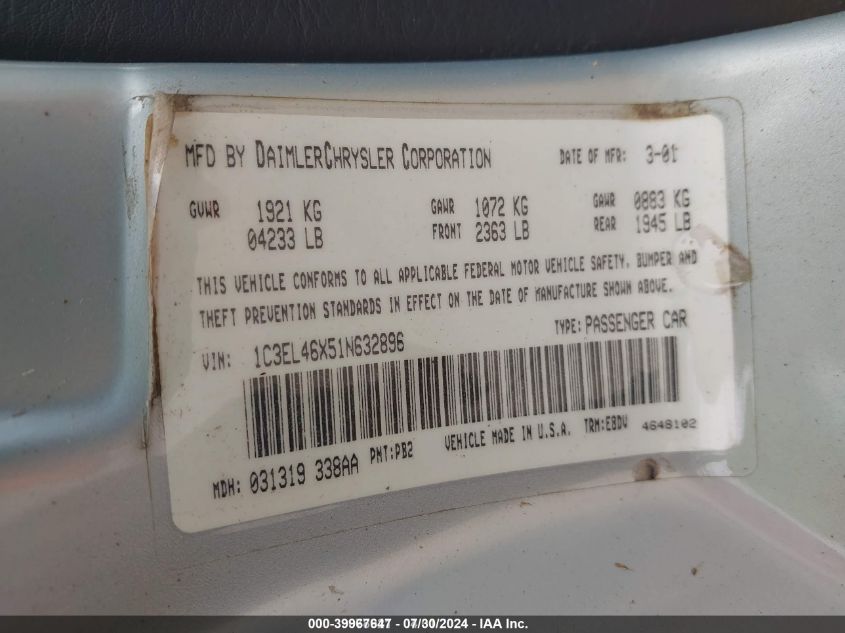 MFD BY DAIMLERCHRYSLER CORPORATION DATE OF MFR: 3-01
GVWR 1921 KG GAWR 1072 KG GAWR 0883 KG
04233 LB FRONT 2363 LB REAR 1945 LB
THIS VEHICLE CONFORMS TO ALL APPLICABLE FEDERAL MOTOR VEHICLE SAFETY, BUMPER AND
THEFT PREVENTION STANDARDS IN EFFECT ON THE DATE OF MANUFACTURE SHOWN ABOVE.
VIN: 1C3EL46X51N632896 TYPE: PASSENGER CAR
MDH: 031319 338AA PNT:PB2 VEHICLE MADE IN U.S.A. TRM:E8DV 4648102
000-39967647 - 07/30/2024 - IAA Inc.